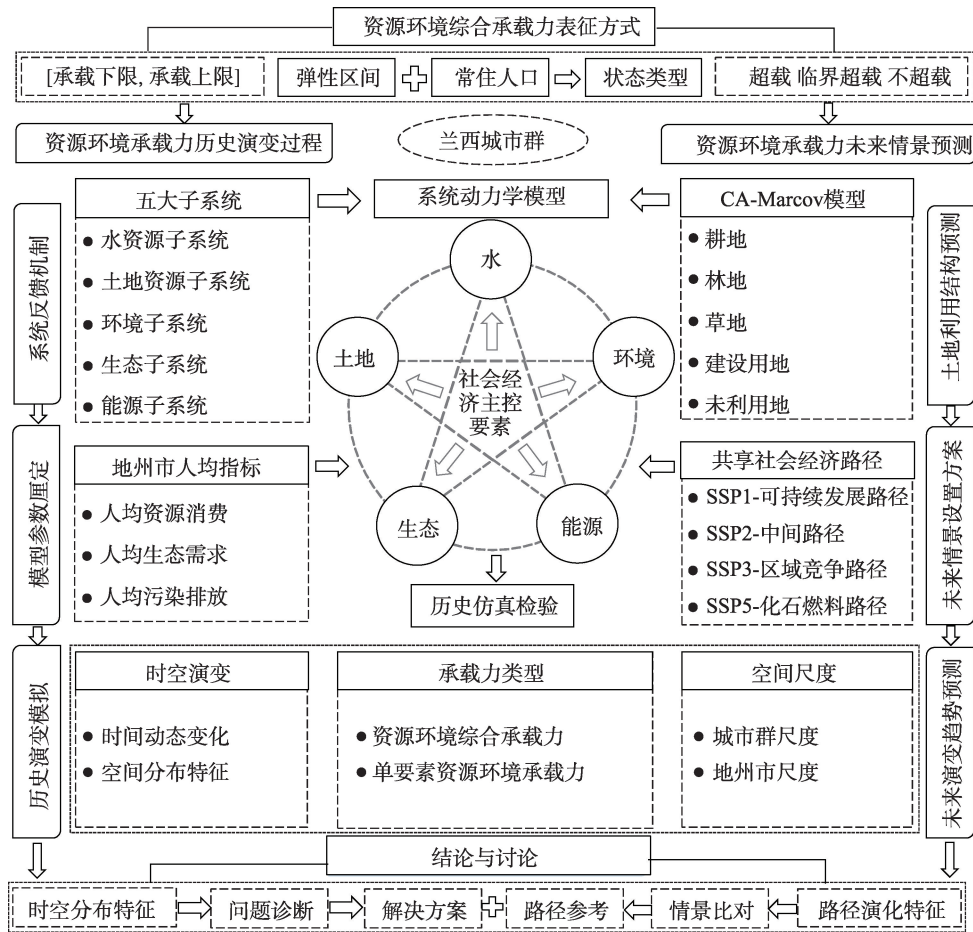 资源环境综合承载力表征方式
[承载下限, 承载上限]
弹性区间
常住人口
状态类型
超载 临界超载 不超载
资源环境承载力历史演变过程
兰西城市群
资源环境承载力未来情景预测
系统反馈机制
模型参数厘定
历史演变模拟
五大子系统
水资源子系统
土地资源子系统
环境子系统
生态子系统
能源子系统
系统动力学模型
水
土地
环境
社会经
济主控
要素
生态
能源
历史仿真检验
CA-Marcov模型
耕地
林地
草地
建设用地
未利用地
土地利用结构预测
未来情景设置方案
未来演变趋势预测
地州市人均指标
人均资源消费
人均生态需求
人均污染排放
共享社会经济路径
SSP1-可持续发展路径
SSP2-中间路径
SSP3-区域竞争路径
SSP5-化石燃料路径
时空演变
时间动态变化
空间分布特征
承载力类型
资源环境综合承载力
单要素资源环境承载力
空间尺度
城市群尺度
地州市尺度
结论与讨论
时空分布特征
问题诊断
解决方案
路径参考
情景比对
路径演化特征